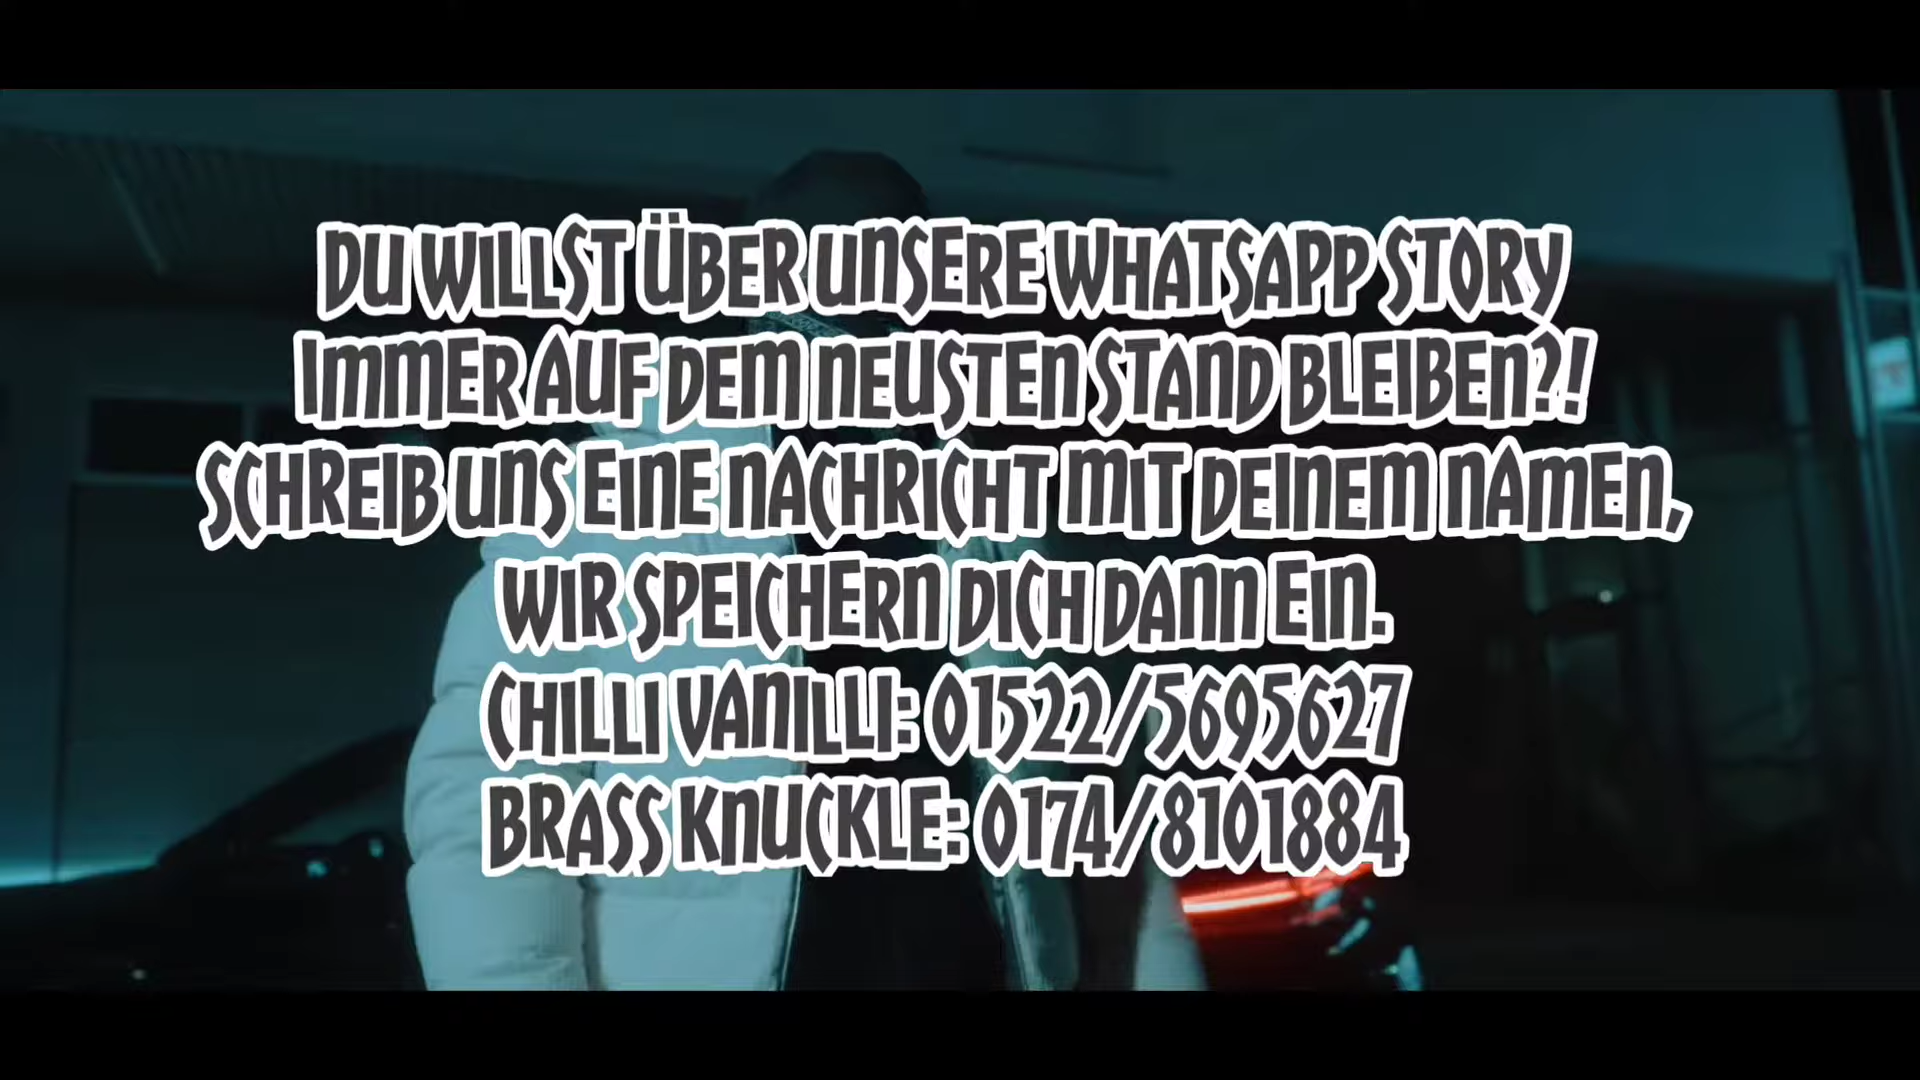 DU WILLST ÜBER UNSERE WHATSAPP STORY
IMMER AUF DEM NEUSTEN STAND BLEIBEN?!
SCHREIB UNS EINE NACHRICHT MIT DEINEM NAMEN,
WIR SPEICHERN DICH DANN EIN.
CHILLI VANILLI: 01522/5695627
BRASS KNUCKLE: 0174/8101884